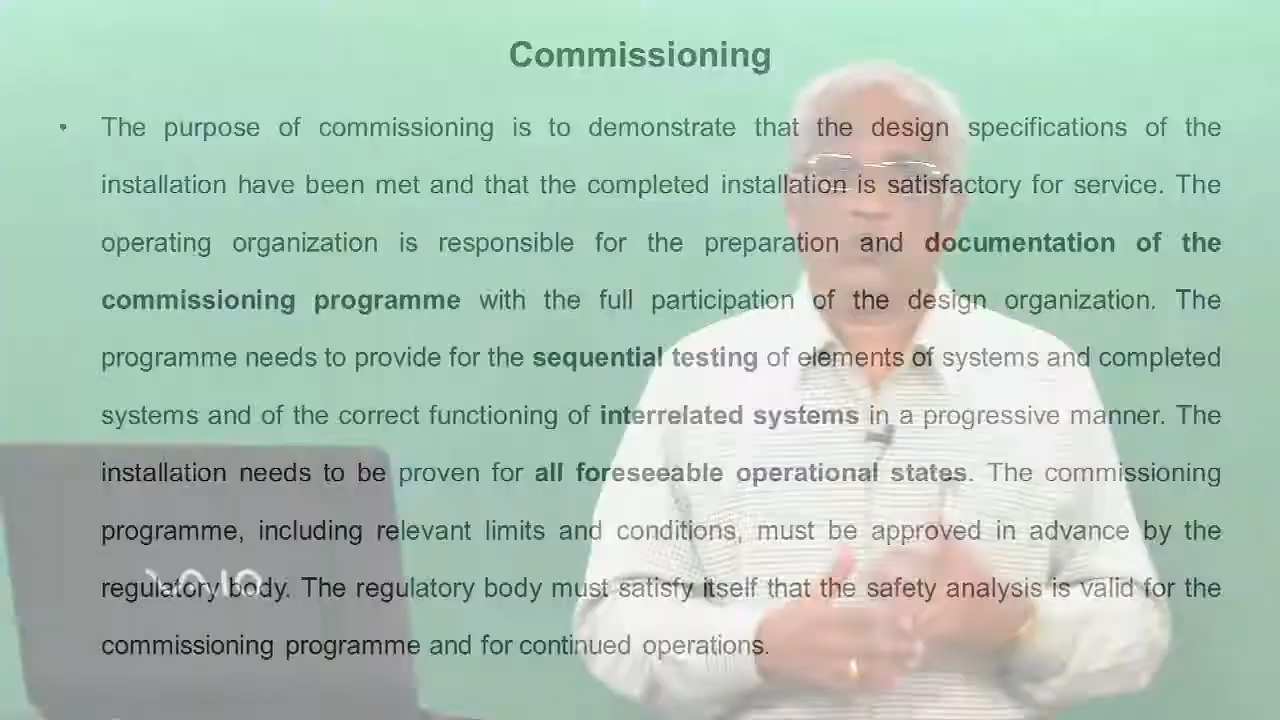 Commissioning
• The purpose of commissioning is to demonstrate that the design specifications of the
installation have been met and that the completed installation is satisfactory for service. The
operating organization is responsible for the preparation and documentation of the
commissioning programme with the full participation of the design organization. The
programme needs to provide for the sequential testing of elements of systems and completed
systems and of the correct functioning of interrelated systems in a progressive manner. The
installation needs to be proven for all foreseeable operational states. The commissioning
programme, including relevant limits and conditions, must be approved in advance by the
regulatory body. The regulatory body must satisfy itself that the safety analysis is valid for the
commissioning programme and for continued operations.